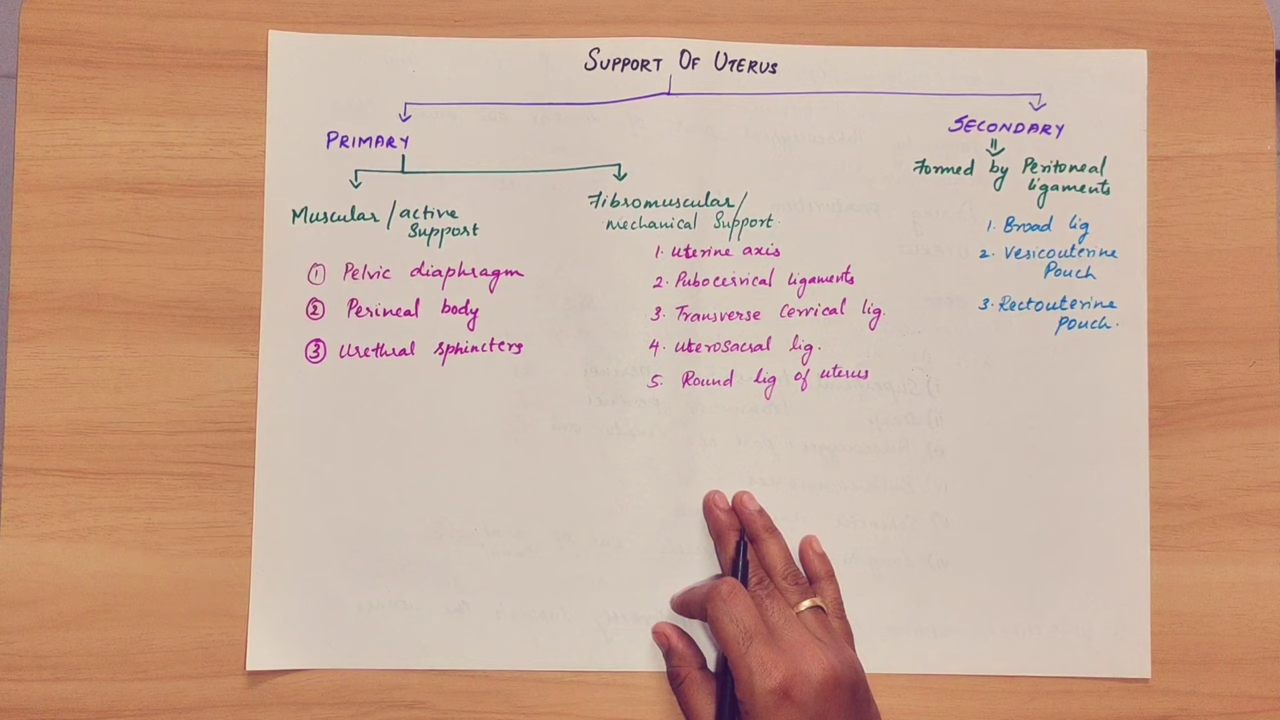 SUPPORT OF UTERUS
PRIMARY
Muscular/active
Support
① Pelvic diaphragm
② Perineal body
③ Urethral sphincters
Fibromuscular/
Mechanical Support.
1. Uterine axis
2. Pubocervical ligaments
3. Transverse Cervical lig.
4. Uterosacral lig.
5. Round lig of uterus
SECONDARY
Formed by Peritoneal
ligaments
1. Broad lig
2. Vesicouterine
Pouch
3. Rectouterine
Pouch.